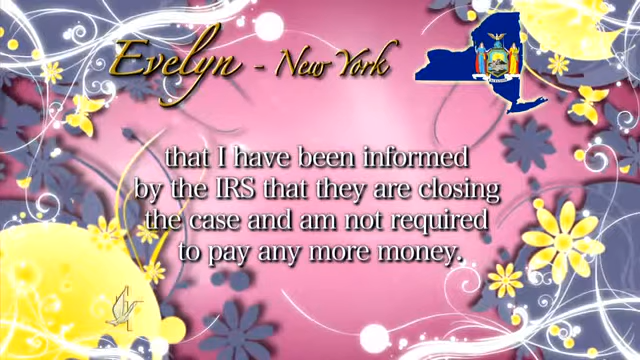 Evelyn - New York
that I have been informed
by the IRS that they are closing
the case and am not required
to pay any more money.